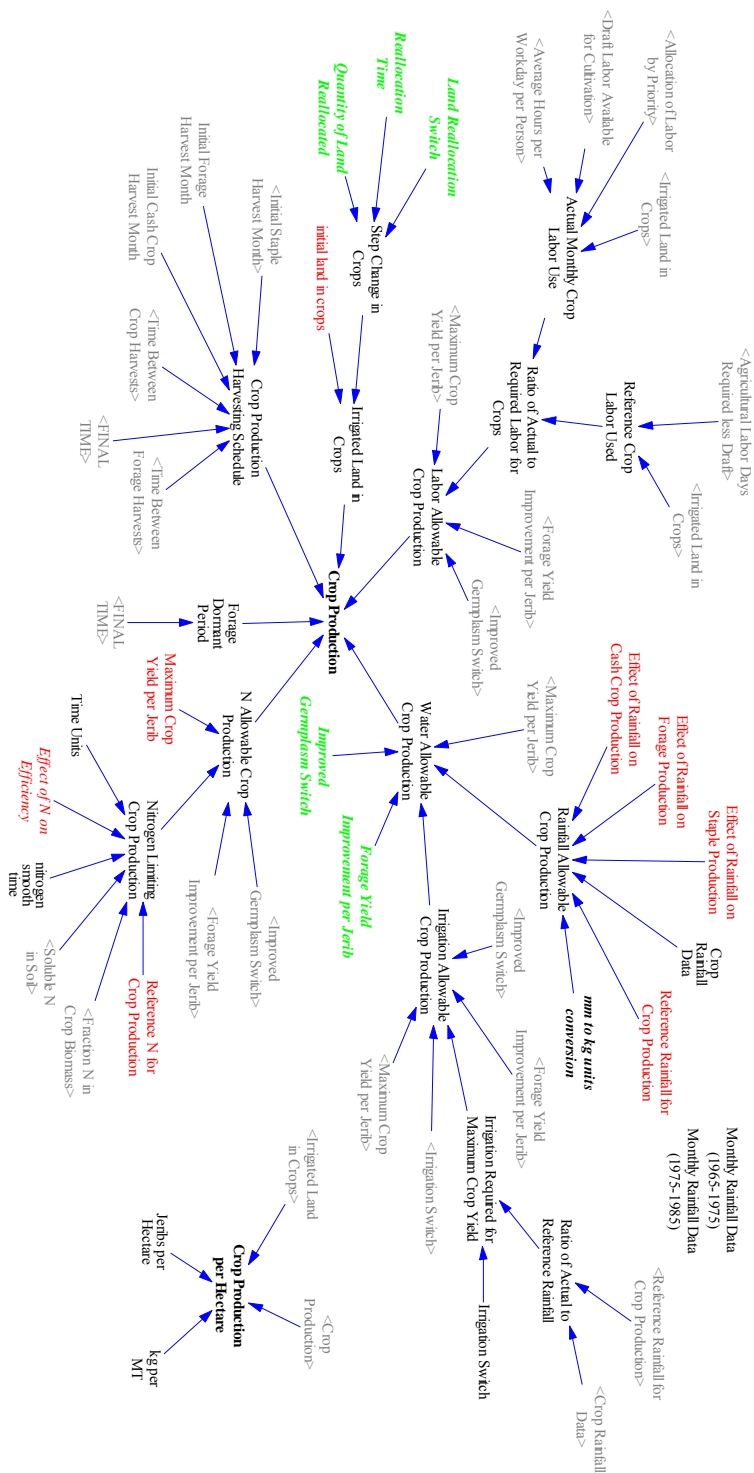 <Agricultural Labor Days
Required less Draft>
<Allocation of Labor
by Priority>
<Irrigated Land in
Crops>
<Draft Labor Available
for Cultivation>
<Average Hours per
Workday per Person>
Actual Monthly Crop
Labor Use
Reference Crop
Labor Used
<Irrigated Land in
Crops>
Ratio of Actual to
Required Labor for
Crops
<Maximum Crop
Yield per Jerib>
Labor Allowable
Crop Production
<Forage Yield
Improvement per Jerib>
<Improved
Germplasm Switch>
Land Reallocation
Switch
Reallocation
Time
Quantity of Land
Reallocated
Step Change in
Crops
initial land in crops
Irrigated Land in
Crops
<Initial Staple
Harvest Month>
Initial Forage
Harvest Month
Initial Cash Crop
Harvest Month
<Time Between
Crop Harvests>
<FINAL
TIME>
<Time Between
Forage Harvests>
Crop Production
Harvesting Schedule
Crop Production
Forage
Dormant
Period
<FINAL
TIME>
Effect of Rainfall on
Cash Crop Production
Effect of Rainfall on
Forage Production
Effect of Rainfall on
Staple Production
Crop
Rainfall
Data
Reference Rainfall for
Crop Production
mm to kg units
conversion
Rainfall Allowable
Crop Production
<Maximum Crop
Yield per Jerib>
Water Allowable
Crop Production
Improved
Germplasm Switch
Forage Yield
Improvement per Jerib
Monthly Rainfall Data
(1965-1975)
Monthly Rainfall Data
(1975-1985)
<Reference Rainfall for
Crop Production>
<Crop Rainfall
Data>
Ratio of Actual to
Reference Rainfall
Irrigation Switch
Irrigation Required for
Maximum Crop Yield
<Improved
Germplasm Switch>
<Forage Yield
Improvement per Jerib>
Irrigation Allowable
Crop Production
<Maximum Crop
Yield per Jerib>
<Irrigation Switch>
N Allowable Crop
Production
Maximum Crop
Yield per Jerib
<Improved
Germplasm Switch>
<Forage Yield
Improvement per Jerib>
Nitrogen Limiting
Crop Production
Time Units
Effect of N on
Efficiency
nitrogen
smooth
time
<Soluble N
in Soil>
<Fraction N in
Crop Biomass>
Reference N for
Crop Production
<Irrigated Land
in Crops>
<Crop
Production>
Crop Production
per Hectare
Jeribs per
Hectare
kg per
MT